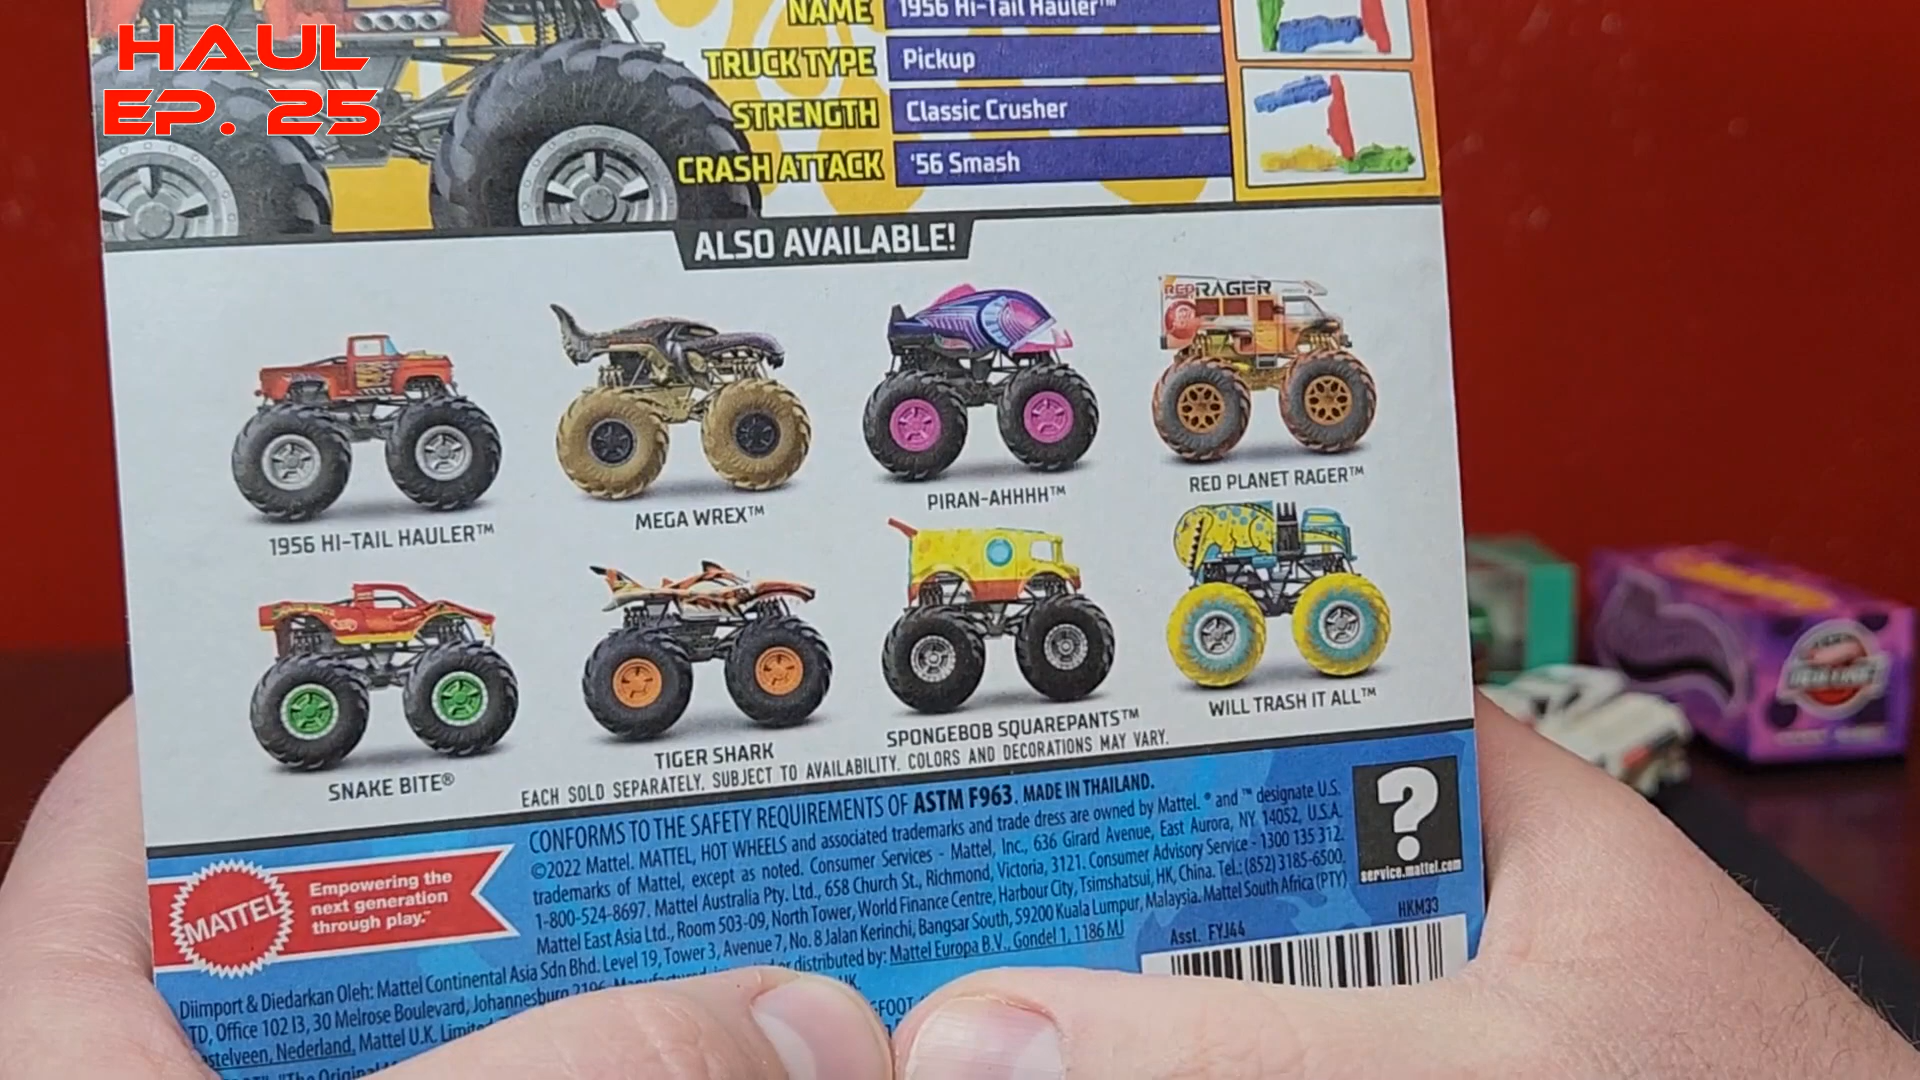 HAUL
EP. 25
NAME 1956 Hi-Tail Hauler™
TRUCK TYPE Pickup
STRENGTH Classic Crusher
CRASH ATTACK '56 Smash
ALSO AVAILABLE!
RED PLANET RAGER
1956 HI-TAIL HAULER™
MEGA WREX™
PIRAN-AHHHH™
RED PLANET RAGER™
SNAKE BITE®
TIGER SHARK
SPONGEBOB SQUAREPANTS™
WILL TRASH IT ALL™
EACH SOLD SEPARATELY. SUBJECT TO AVAILABILITY. COLORS AND DECORATIONS MAY VARY.
MATTEL
Empowering the
next generation
through play.™
CONFORMS TO THE SAFETY REQUIREMENTS OF ASTM F963. MADE IN THAILAND.
©2022 Mattel. MATTEL, HOT WHEELS and associated trademarks and trade dress are owned by Mattel. ® and ™ designate U.S.
trademarks of Mattel, except as noted. Consumer Services - Mattel, Inc., 636 Girard Avenue, East Aurora, NY 14052, U.S.A.
1-800-524-8697. Mattel Australia Pty. Ltd., 658 Church St., Richmond, Victoria, 3121. Consumer Advisory Service - 1300 135 312.
Mattel East Asia Ltd., Room 503-09, North Tower, World Finance Centre, Harbour City, Tsimshatsui, HK, China. Tel.: (852) 3185-6500.
Diimport & Diedarkan Oleh: Mattel Continental Asia Sdn Bhd. Level 19, Tower 3, Avenue 7, No. 8 Jalan Kerinchi, Bangsar South, 59200 Kuala Lumpur, Malaysia. Mattel South Africa (PTY)
TD, Office 102 I3, 30 Melrose Boulevard, Johannesburg 2196. distributed by: Mattel Europa B.V., Gondel 1, 1186 MJ
stelveen, Nederland. Mattel U.K. UK.
"The Original FOOT
?
service.mattel.com
HKM33
Asst. FYJ44